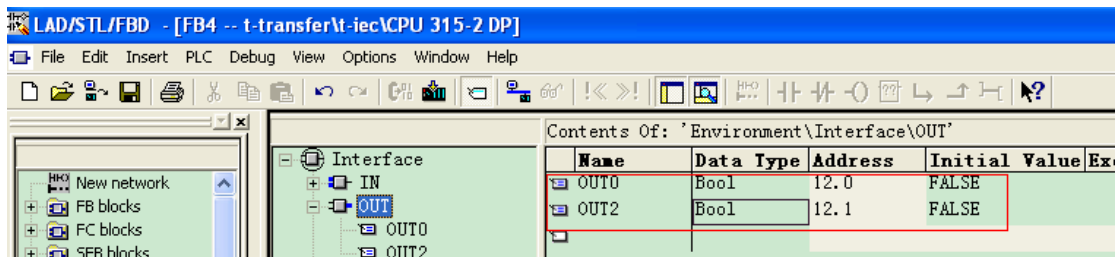 LAD/STL/FBD - [FB4 -- t-transfer\t-iec\CPU 315-2 DP]
File Edit Insert PLC Debug View Options Window Help
Contents Of: 'Environment\Interface\OUT'
Interface
Name Data Type Address Initial Value
New network
IN
OUT0 Bool 12.0 FALSE
FB blocks
OUT
OUT2 Bool 12.1 FALSE
FC blocks
OUT0
SFB blocks
OUT2